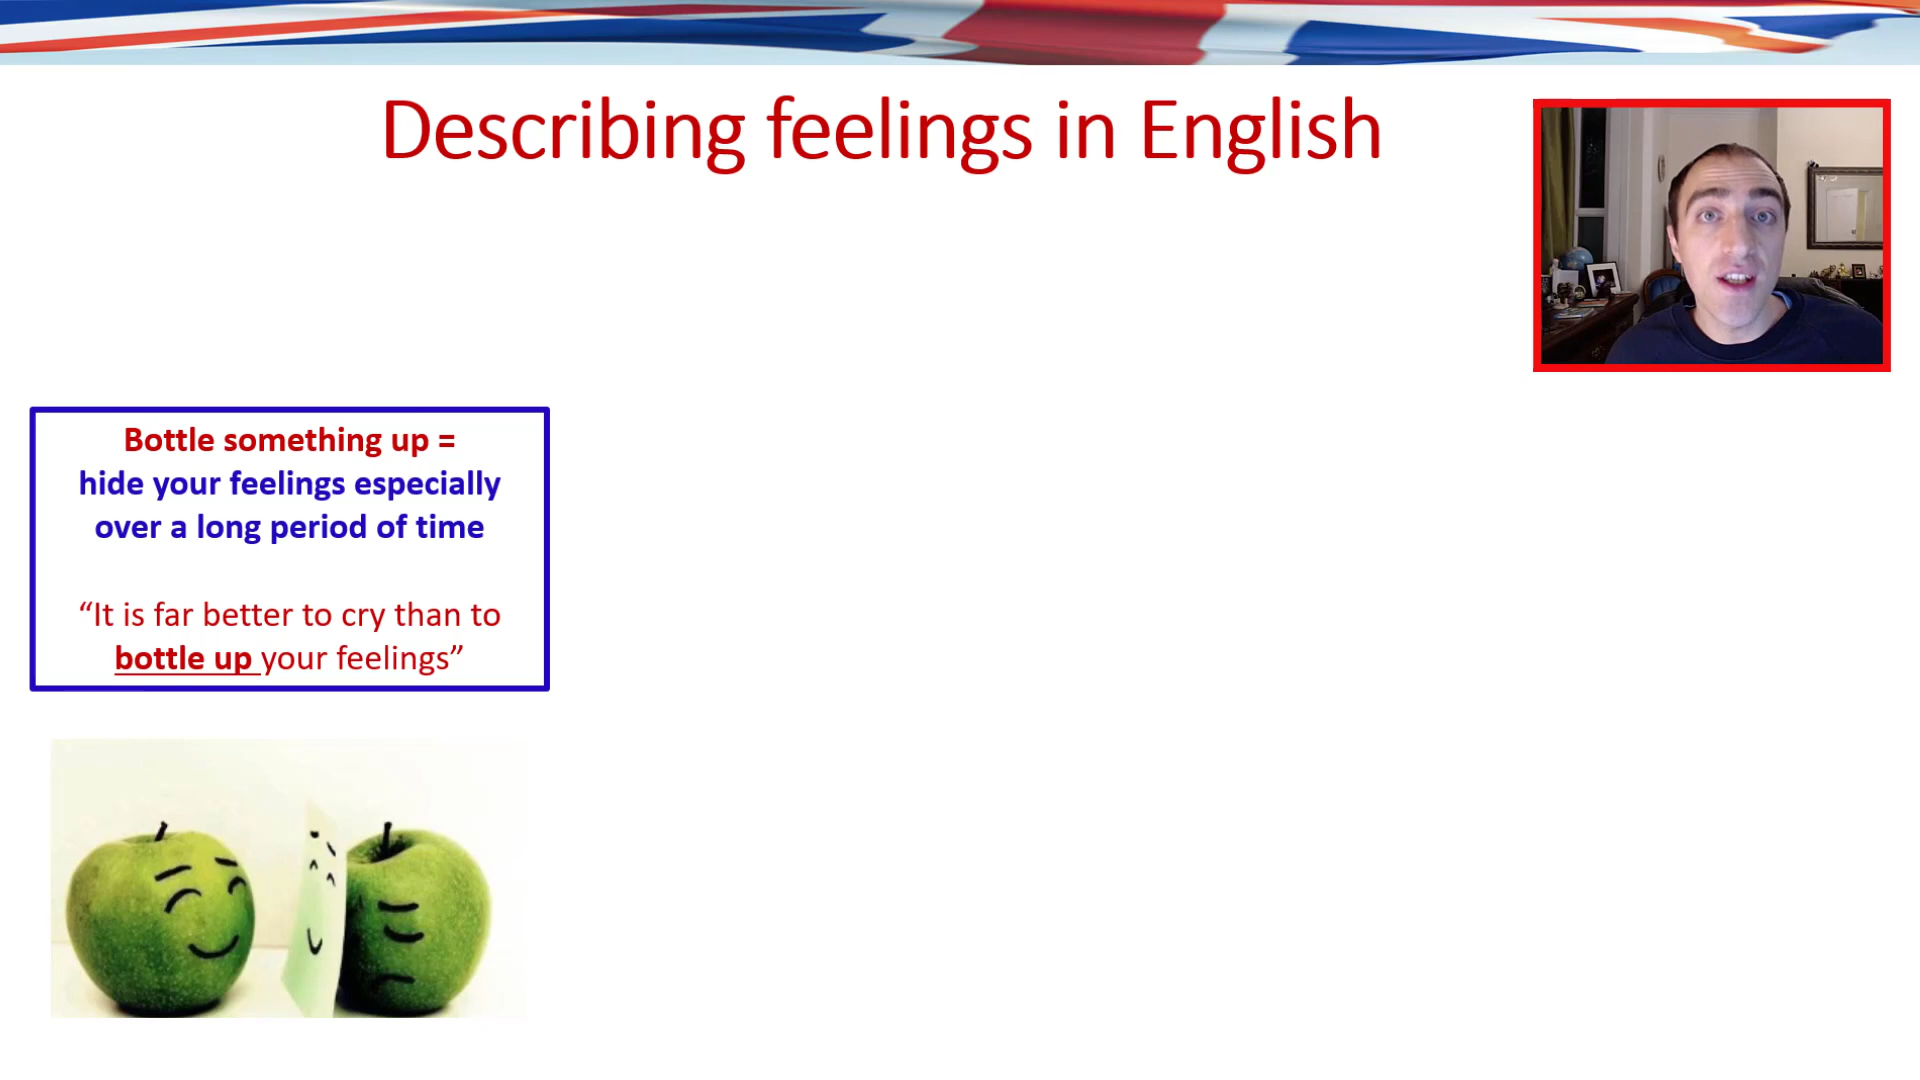 Describing feelings in English
Bottle something up =
hide your feelings especially
over a long period of time
“It is far better to cry than to
bottle up your feelings”